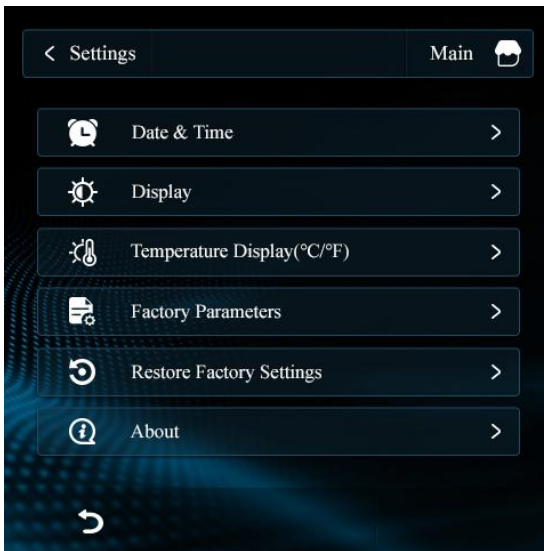 Settings
Main
Date & Time
Display
Temperature Display(°C/°F)
Factory Parameters
Restore Factory Settings
About